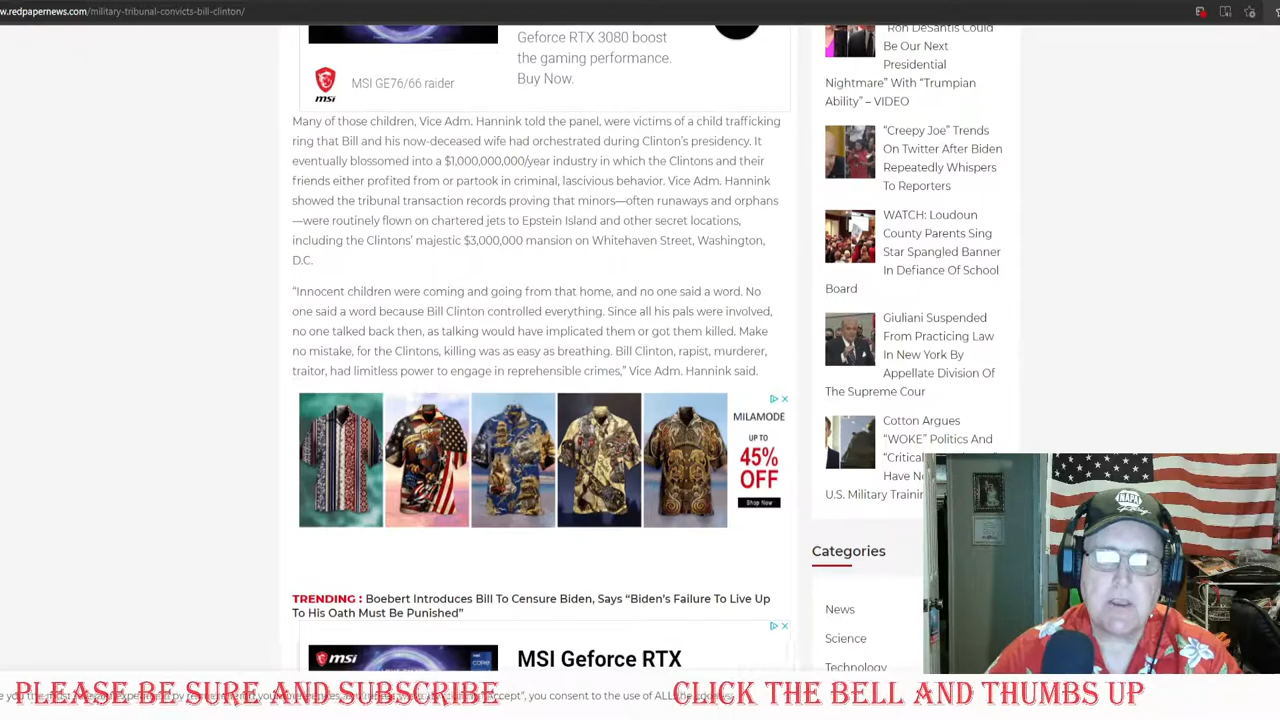 w.redpapernews.com/military-tribunal-convicts-bill-clinton/
Geforce RTX 3080 boost
the gaming performance.
Buy Now.
msi
MSI GE76/66 raider
Many of those children, Vice Adm. Hannink told the panel, were victims of a child trafficking
ring that Bill and his now-deceased wife had orchestrated during Clinton's presidency. It
eventually blossomed into a $1,000,000,000/year industry in which the Clintons and their
friends either profited from or partook in criminal, lascivious behavior. Vice Adm. Hannink
showed the tribunal transaction records proving that minors—often runaways and orphans
—were routinely flown on chartered jets to Epstein Island and other secret locations,
including the Clintons' majestic $3,000,000 mansion on Whitehaven Street, Washington,
D.C.
"Innocent children were coming and going from that home, and no one said a word. No
one said a word because Bill Clinton controlled everything. Since all his pals were involved,
no one talked back then, as talking would have implicated them or got them killed. Make
no mistake, for the Clintons, killing was as easy as breathing. Bill Clinton, rapist, murderer,
traitor, had limitless power to engage in reprehensible crimes," Vice Adm. Hannink said.
MILAMODE
UP TO
45%
OFF
Shop Now
TRENDING : Boebert Introduces Bill To Censure Biden, Says "Biden's Failure To Live Up
To His Oath Must Be Punished"
msi
CORE
MSI Geforce RTX
"Ron DeSantis Could
Be Our Next
Presidential
Nightmare" With "Trumpian
Ability" – VIDEO
"Creepy Joe" Trends
On Twitter After Biden
Repeatedly Whispers
To Reporters
WATCH: Loudoun
County Parents Sing
Star Spangled Banner
In Defiance Of School
Board
Giuliani Suspended
From Practicing Law
In New York By
Appellate Division Of
The Supreme Cour
Cotton Argues
"WOKE" Politics And
"Critical
Have No
U.S. Military Traini
Categories
News
Science
Technology
NAPA
you consent to the use of ALL the cookies.
PLEASE BE SURE AND SUBSCRIBE
CLICK THE BELL AND THUMBS UP